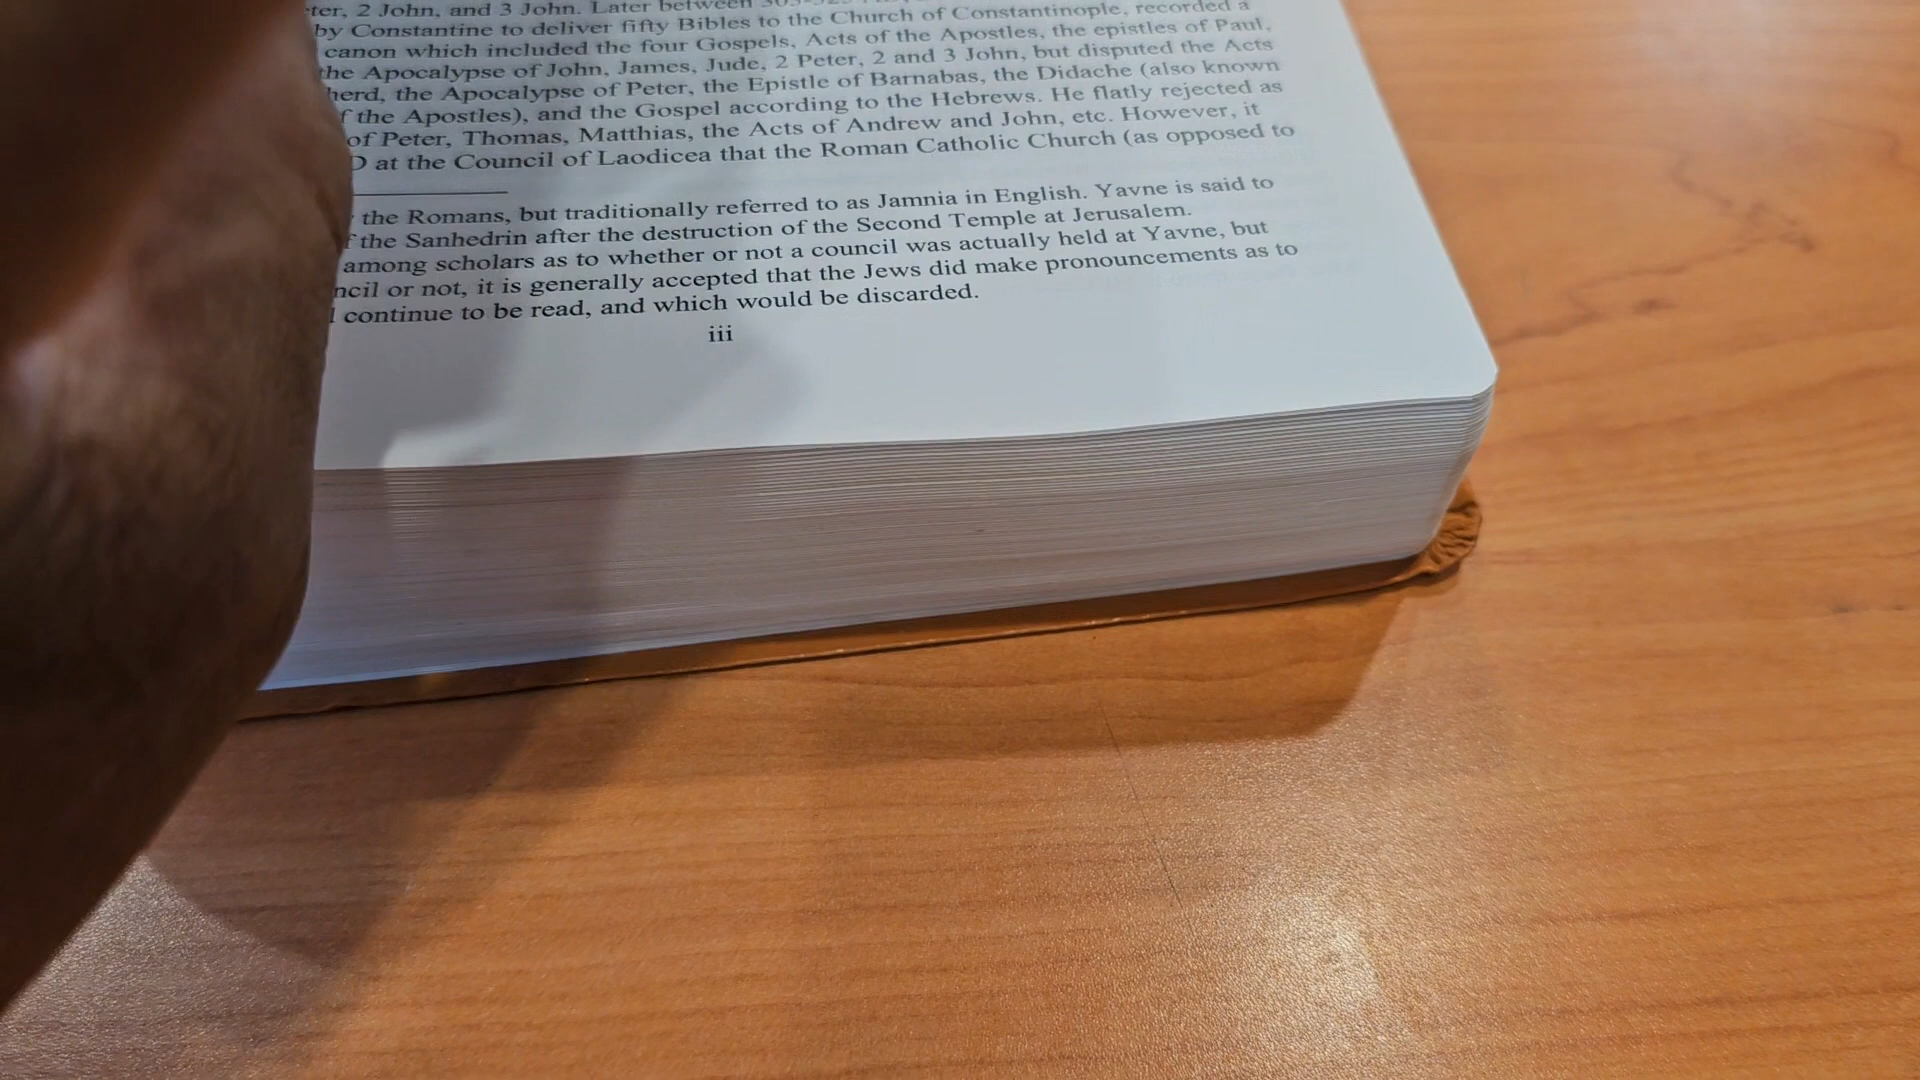 2 John, and 3 John. Later between
by Constantine to deliver fifty Bibles to the Church of Constantinople, recorded a
canon which included the four Gospels, Acts of the Apostles, the epistles of Paul,
the Apocalypse of John, James, Jude, 2 Peter, 2 and 3 John, but disputed the Acts
herd, the Apocalypse of Peter, the Epistle of Barnabas, the Didache (also known
f the Apostles), and the Gospel according to the Hebrews. He flatly rejected as
of Peter, Thomas, Matthias, the Acts of Andrew and John, etc. However, it
D at the Council of Laodicea that the Roman Catholic Church (as opposed to
the Romans, but traditionally referred to as Jamnia in English. Yavne is said to
f the Sanhedrin after the destruction of the Second Temple at Jerusalem.
among scholars as to whether or not a council was actually held at Yavne, but
ncil or not, it is generally accepted that the Jews did make pronouncements as to
continue to be read, and which would be discarded.
iii